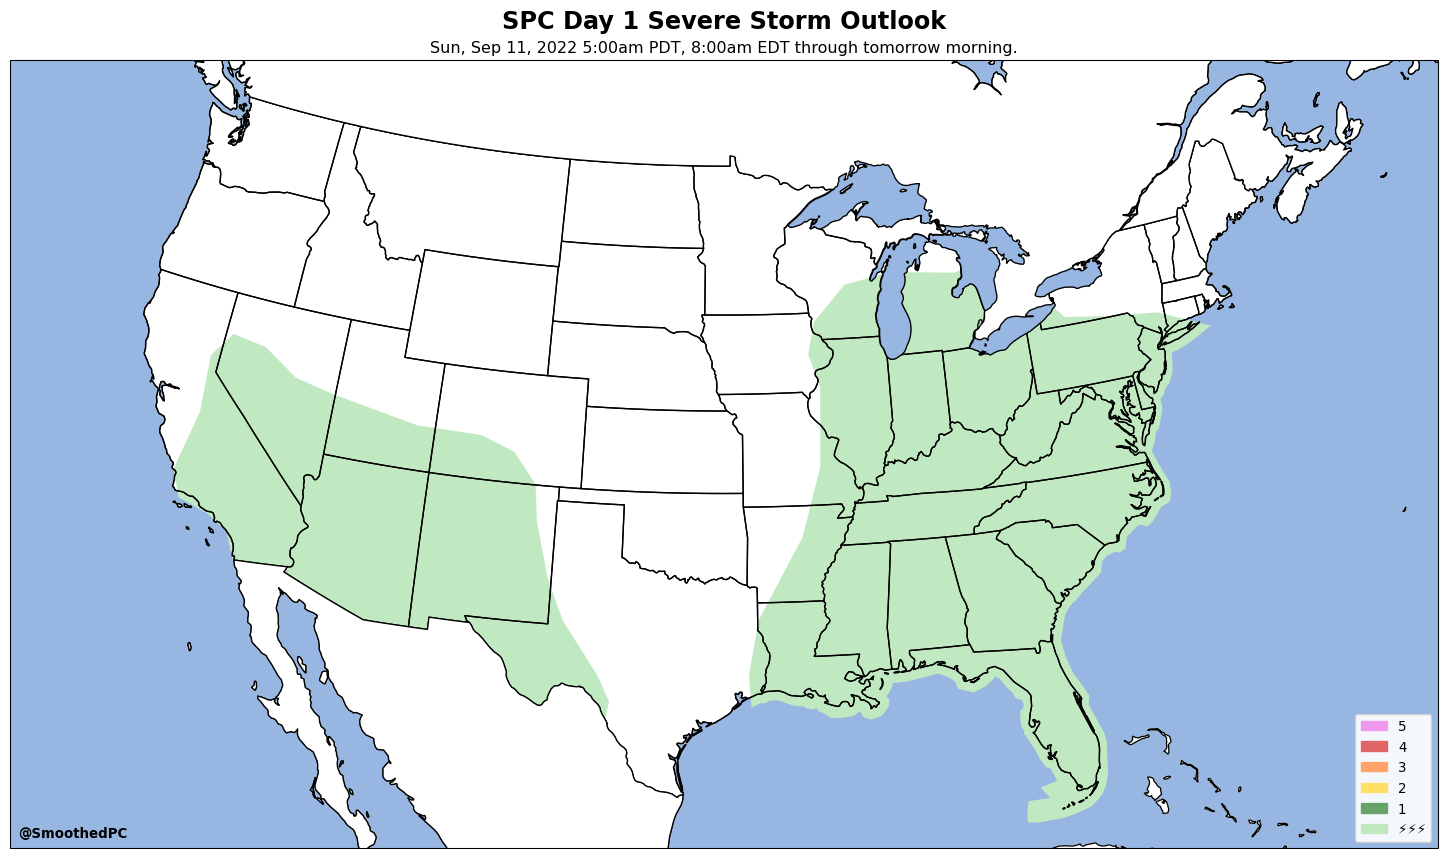 SPC Day 1 Severe Storm Outlook
Sun, Sep 11, 2022 5:00am PDT, 8:00am EDT through tomorrow morning.
5
4
3
2
1
⚡⚡⚡
@SmoothedPC